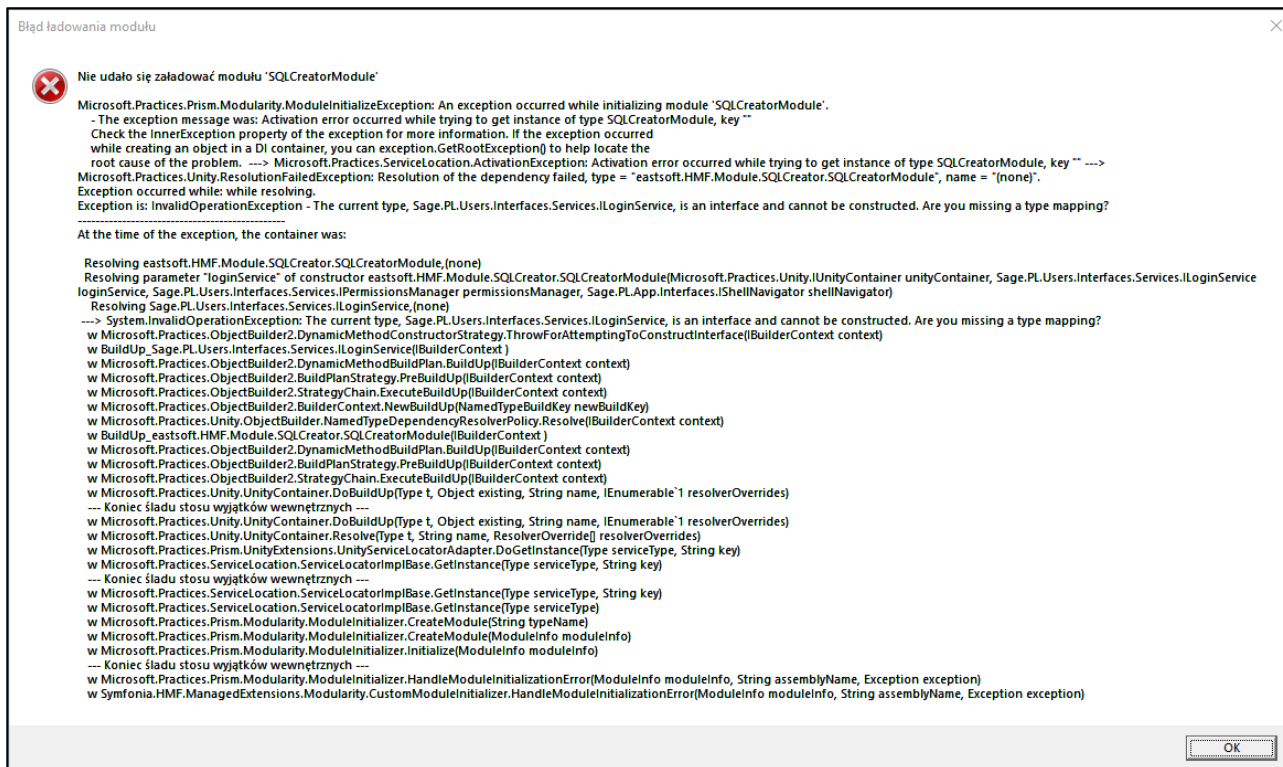 Błąd ładowania modułu
Nie udało się załadować modułu 'SQLCreatorModule'
Microsoft.Practices.Prism.Modularity.ModuleInitializeException: An exception occurred while initializing module 'SQLCreatorModule'.
- The exception message was: Activation error occurred while trying to get instance of type SQLCreatorModule, key ""
Check the InnerException property of the exception for more information. If the exception occurred
while creating an object in a DI container, you can exception.GetRootException() to help locate the
root cause of the problem. ---> Microsoft.Practices.ServiceLocation.ActivationException: Activation error occurred while trying to get instance of type SQLCreatorModule, key "" --->
Microsoft.Practices.Unity.ResolutionFailedException: Resolution of the dependency failed, type = "eastsoft.HMF.Module.SQLCreator.SQLCreatorModule", name = "(none)".
Exception occurred while: while resolving.
Exception is: InvalidOperationException - The current type, Sage.PL.Users.Interfaces.Services.ILoginService, is an interface and cannot be constructed. Are you missing a type mapping?
-----------------------------------------------
At the time of the exception, the container was:
Resolving eastsoft.HMF.Module.SQLCreator.SQLCreatorModule,(none)
Resolving parameter "loginService" of constructor eastsoft.HMF.Module.SQLCreator.SQLCreatorModule(Microsoft.Practices.Unity.IUnityContainer unityContainer, Sage.PL.Users.Interfaces.Services.ILoginService
loginService, Sage.PL.Users.Interfaces.Services.IPermissionsManager permissionsManager, Sage.PL.App.Interfaces.IShellNavigator shellNavigator)
Resolving Sage.PL.Users.Interfaces.Services.ILoginService,(none)
---> System.InvalidOperationException: The current type, Sage.PL.Users.Interfaces.Services.ILoginService, is an interface and cannot be constructed. Are you missing a type mapping?
w Microsoft.Practices.ObjectBuilder2.DynamicMethodConstructorStrategy.ThrowForAttemptingToConstructInterface(IBuilderContext context)
w BuildUp_Sage.PL.Users.Interfaces.Services.ILoginService(IBuilderContext )
w Microsoft.Practices.ObjectBuilder2.DynamicMethodBuildPlan.BuildUp(IBuilderContext context)
w Microsoft.Practices.ObjectBuilder2.BuildPlanStrategy.PreBuildUp(IBuilderContext context)
w Microsoft.Practices.ObjectBuilder2.StrategyChain.ExecuteBuildUp(IBuilderContext context)
w Microsoft.Practices.ObjectBuilder2.BuilderContext.NewBuildUp(NamedTypeBuildKey newBuildKey)
w Microsoft.Practices.Unity.ObjectBuilder.NamedTypeDependencyResolverPolicy.Resolve(IBuilderContext context)
w BuildUp_eastsoft.HMF.Module.SQLCreator.SQLCreatorModule(IBuilderContext )
w Microsoft.Practices.ObjectBuilder2.DynamicMethodBuildPlan.BuildUp(IBuilderContext context)
w Microsoft.Practices.ObjectBuilder2.BuildPlanStrategy.PreBuildUp(IBuilderContext context)
w Microsoft.Practices.ObjectBuilder2.StrategyChain.ExecuteBuildUp(IBuilderContext context)
w Microsoft.Practices.Unity.UnityContainer.DoBuildUp(Type t, Object existing, String name, IEnumerable`1 resolverOverrides)
--- Koniec śladu stosu wyjątków wewnętrznych ---
w Microsoft.Practices.Unity.UnityContainer.DoBuildUp(Type t, Object existing, String name, IEnumerable`1 resolverOverrides)
w Microsoft.Practices.Unity.UnityContainer.Resolve(Type t, String name, ResolverOverride[] resolverOverrides)
w Microsoft.Practices.Prism.UnityExtensions.UnityServiceLocatorAdapter.DoGetInstance(Type serviceType, String key)
w Microsoft.Practices.ServiceLocation.ServiceLocatorImplBase.GetInstance(Type serviceType, String key)
--- Koniec śladu stosu wyjątków wewnętrznych ---
w Microsoft.Practices.ServiceLocation.ServiceLocatorImplBase.GetInstance(Type serviceType, String key)
w Microsoft.Practices.ServiceLocation.ServiceLocatorImplBase.GetInstance(Type serviceType)
w Microsoft.Practices.Prism.Modularity.ModuleInitializer.CreateModule(String typeName)
w Microsoft.Practices.Prism.Modularity.ModuleInitializer.CreateModule(ModuleInfo moduleInfo)
w Microsoft.Practices.Prism.Modularity.ModuleInitializer.Initialize(ModuleInfo moduleInfo)
--- Koniec śladu stosu wyjątków wewnętrznych ---
w Microsoft.Practices.Prism.Modularity.ModuleInitializer.HandleModuleInitializationError(ModuleInfo moduleInfo, String assemblyName, Exception exception)
w Symfonia.HMF.ManagedExtensions.Modularity.CustomModuleInitializer.HandleModuleInitializationError(ModuleInfo moduleInfo, String assemblyName, Exception exception)
OK